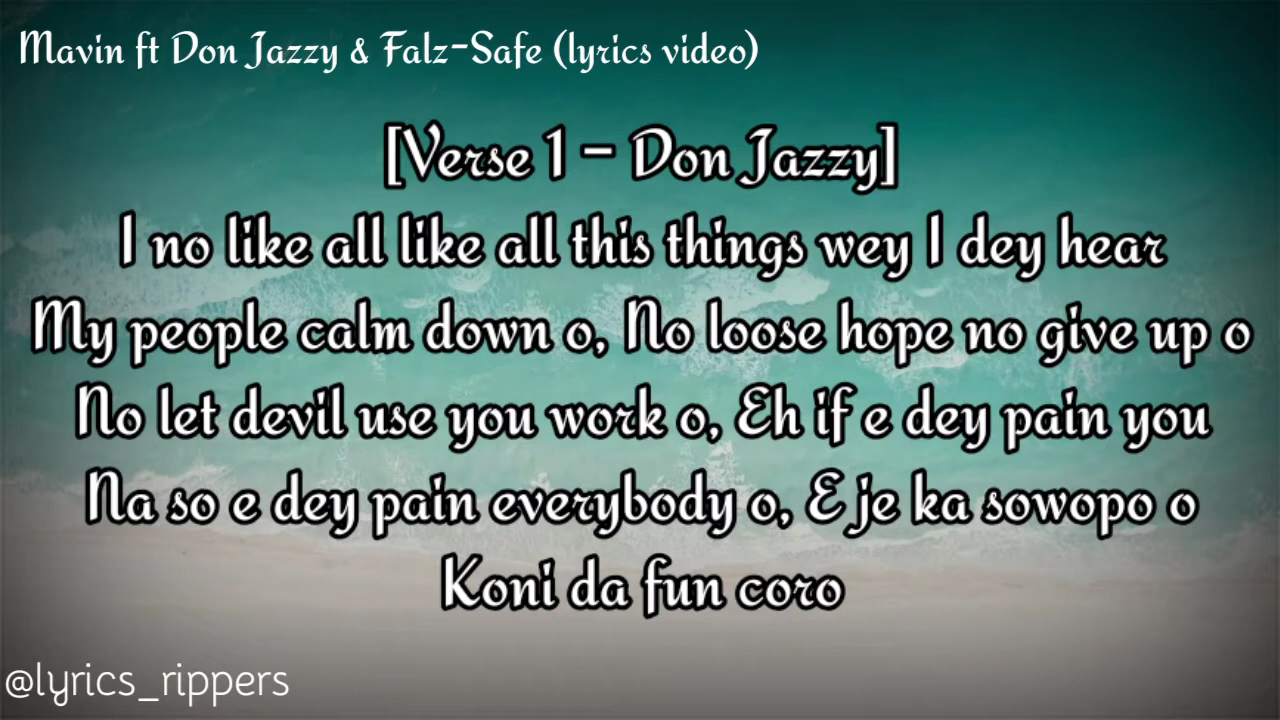 Mavin ft Don Jazzy & Falz-Safe (lyrics video)
[Verse 1 - Don Jazzy]
I no like all like all this things wey I dey hear
My people calm down o, No loose hope no give up o
No let devil use you work o, Eh if e dey pain you
Na so e dey pain everybody o, E je ka sowopo o
Koni da fun coro
@lyrics_rippers